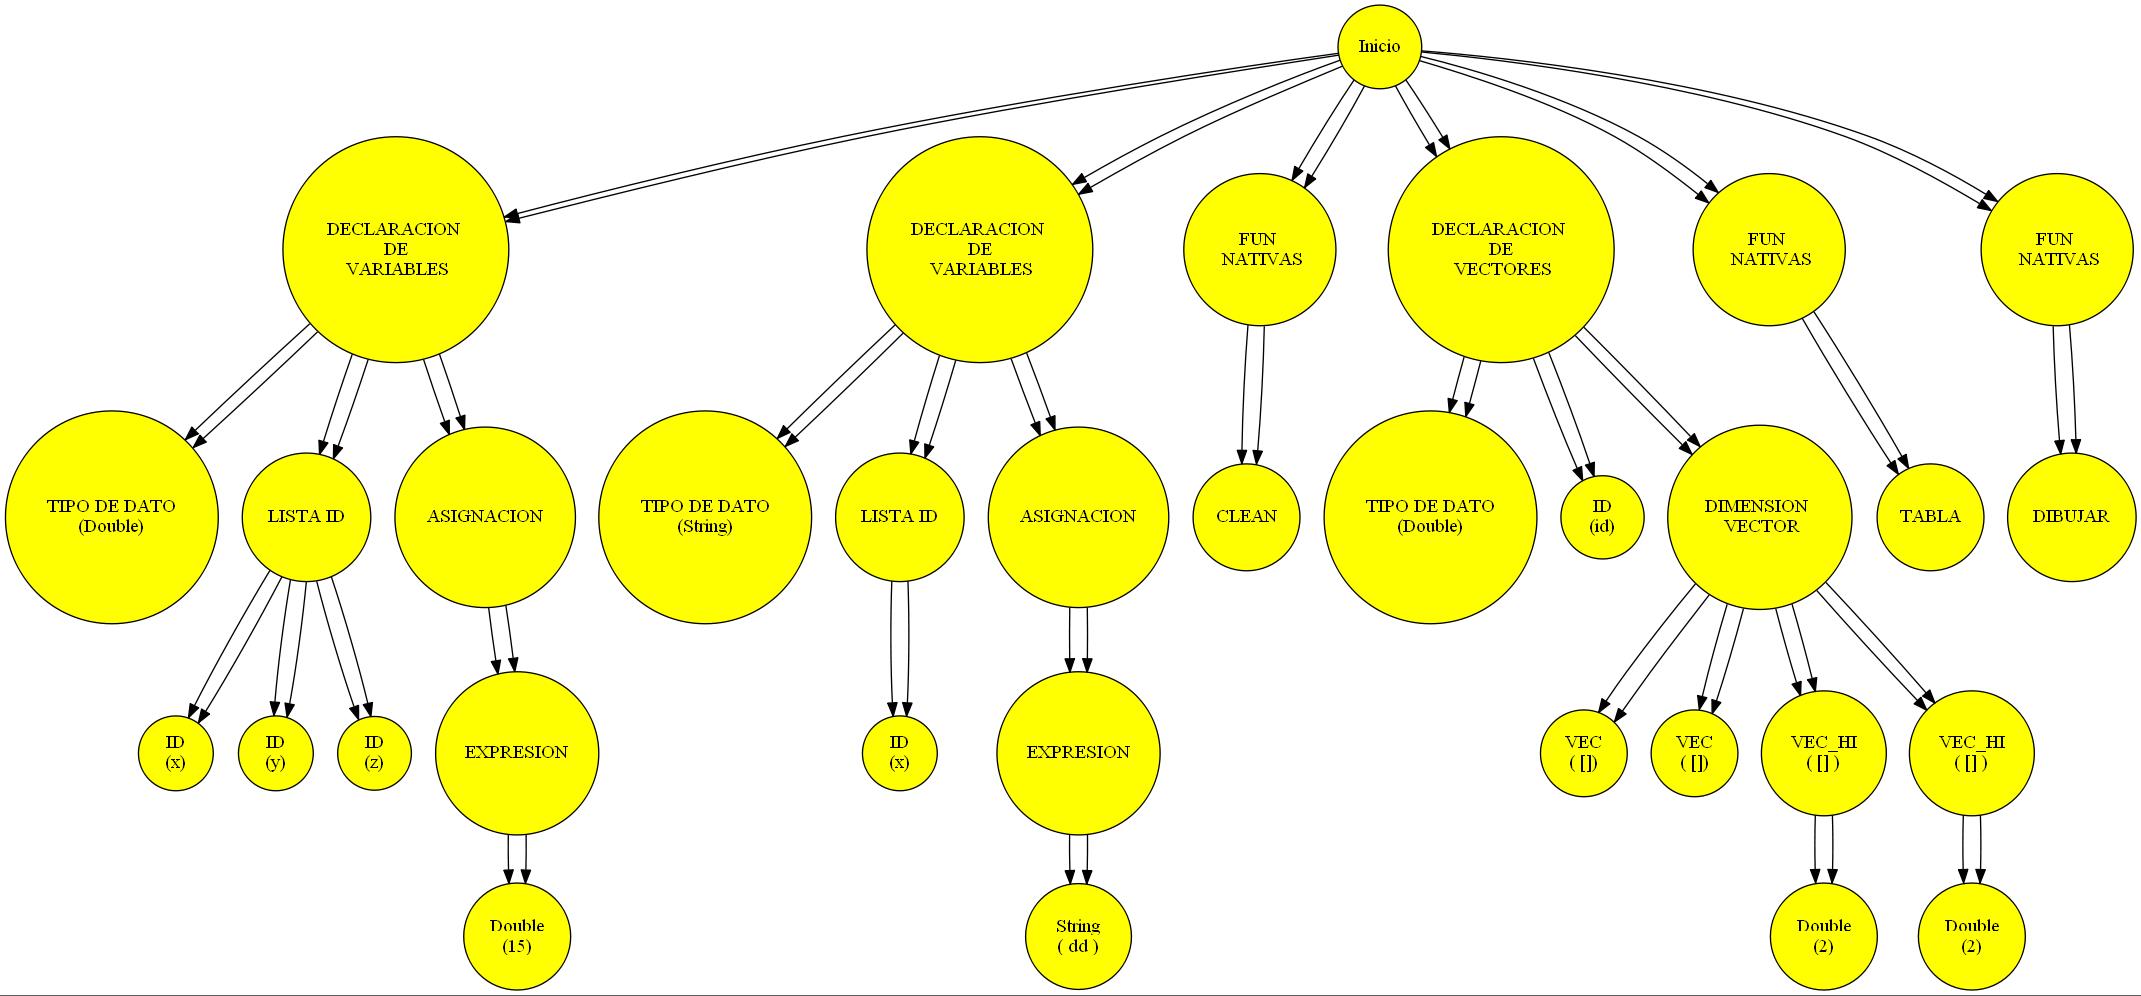 Inicio
DECLARACION
DE
VARIABLES
DECLARACION
DE
VARIABLES
FUN
NATIVAS
DECLARACION
DE
VECTORES
FUN
NATIVAS
FUN
NATIVAS
TIPO DE DATO
(Double)
LISTA ID
ASIGNACION
TIPO DE DATO
(String)
LISTA ID
ASIGNACION
CLEAN
TIPO DE DATO
(Double)
ID
(id)
DIMENSION
VECTOR
TABLA
DIBUJAR
ID
(x)
ID
(y)
ID
(z)
EXPRESION
ID
(x)
EXPRESION
VEC
( [])
VEC
( [])
VEC_HI
( [] )
VEC_HI
( [] )
Double
(15)
String
( dd )
Double
(2)
Double
(2)